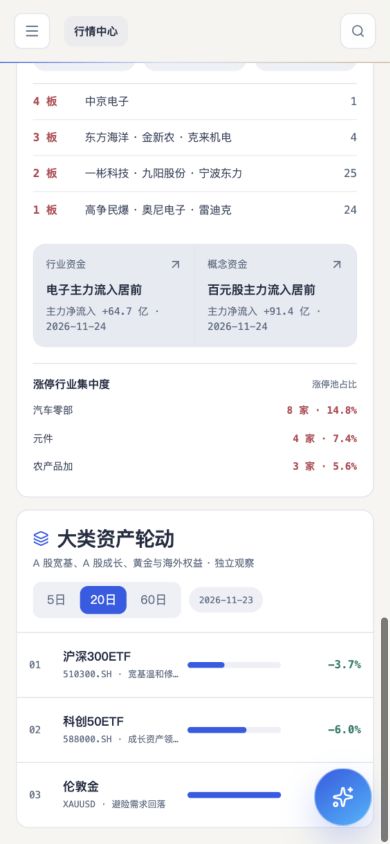 行情中心
4 板 中京电子 1
3 板 东方海洋 · 金新农 · 克来机电 4
2 板 一彬科技 · 九阳股份 · 宁波东力 25
1 板 高争民爆 · 奥尼电子 · 雷迪克 24
行业资金
电子主力流入居前
主力净流入 +64.7 亿 ·
2026-11-24
概念资金
百元股主力流入居前
主力净流入 +91.4 亿 ·
2026-11-24
涨停行业集中度 涨停池占比
汽车零部 8 家 · 14.8%
元件 4 家 · 7.4%
农产品加 3 家 · 5.6%
大类资产轮动
A 股宽基、A 股成长、黄金与海外权益 · 独立观察
5日 20日 60日 2026-11-23
01 沪深300ETF -3.7%
510300.SH · 宽基温和修…
02 科创50ETF -6.0%
588000.SH · 成长资产领…
03 伦敦金
XAUUSD · 避险需求回落